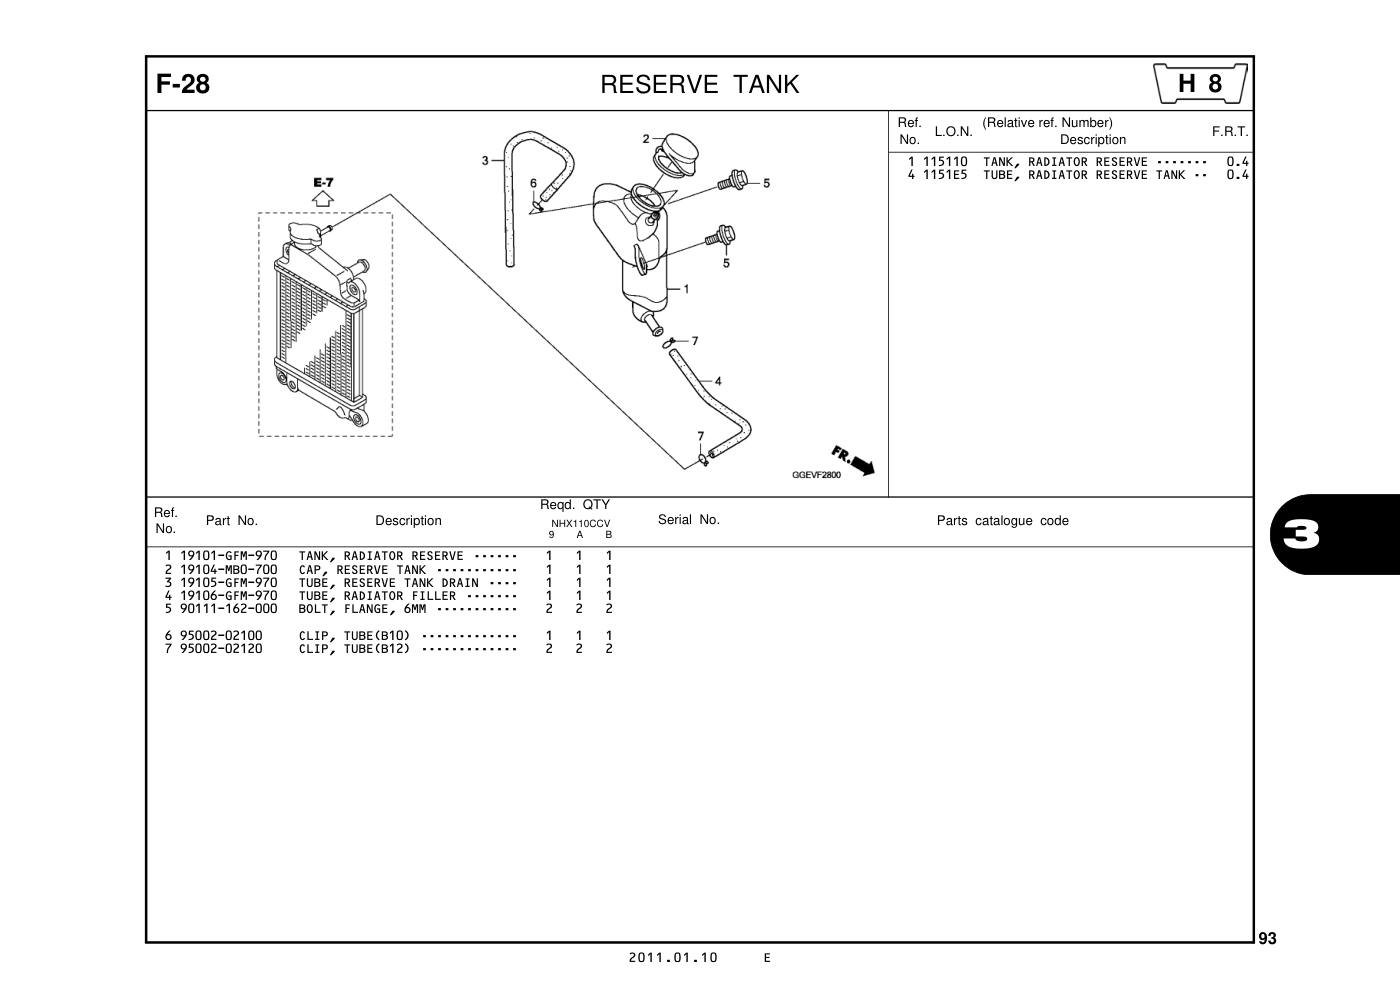 F-28 RESERVE TANK H 8
Ref. No. L.O.N. (Relative ref. Number) Description F.R.T.
1 115110 TANK, RADIATOR RESERVE ------- 0.4
4 1151E5 TUBE, RADIATOR RESERVE TANK -- 0.4
E-7
3
6
2
5
5
1
7
4
7
FR.
GGEVF2800
Ref. No. Part No. Description Reqd. QTY Serial No. Parts catalogue code
NHX110CCV
9 A B
1 19101-GFM-970 TANK, RADIATOR RESERVE ------ 1 1 1
2 19104-MB0-700 CAP, RESERVE TANK ----------- 1 1 1
3 19105-GFM-970 TUBE, RESERVE TANK DRAIN ---- 1 1 1
4 19106-GFM-970 TUBE, RADIATOR FILLER ------- 1 1 1
5 90111-162-000 BOLT, FLANGE, 6MM ----------- 2 2 2
6 95002-02100 CLIP, TUBE(B10) ------------- 1 1 1
7 95002-02120 CLIP, TUBE(B12) ------------- 2 2 2
3
93
2011.01.10 E